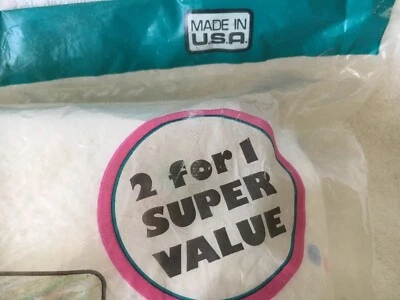 MADE IN
U.S.A.
2 for 1
SUPER
VALUE